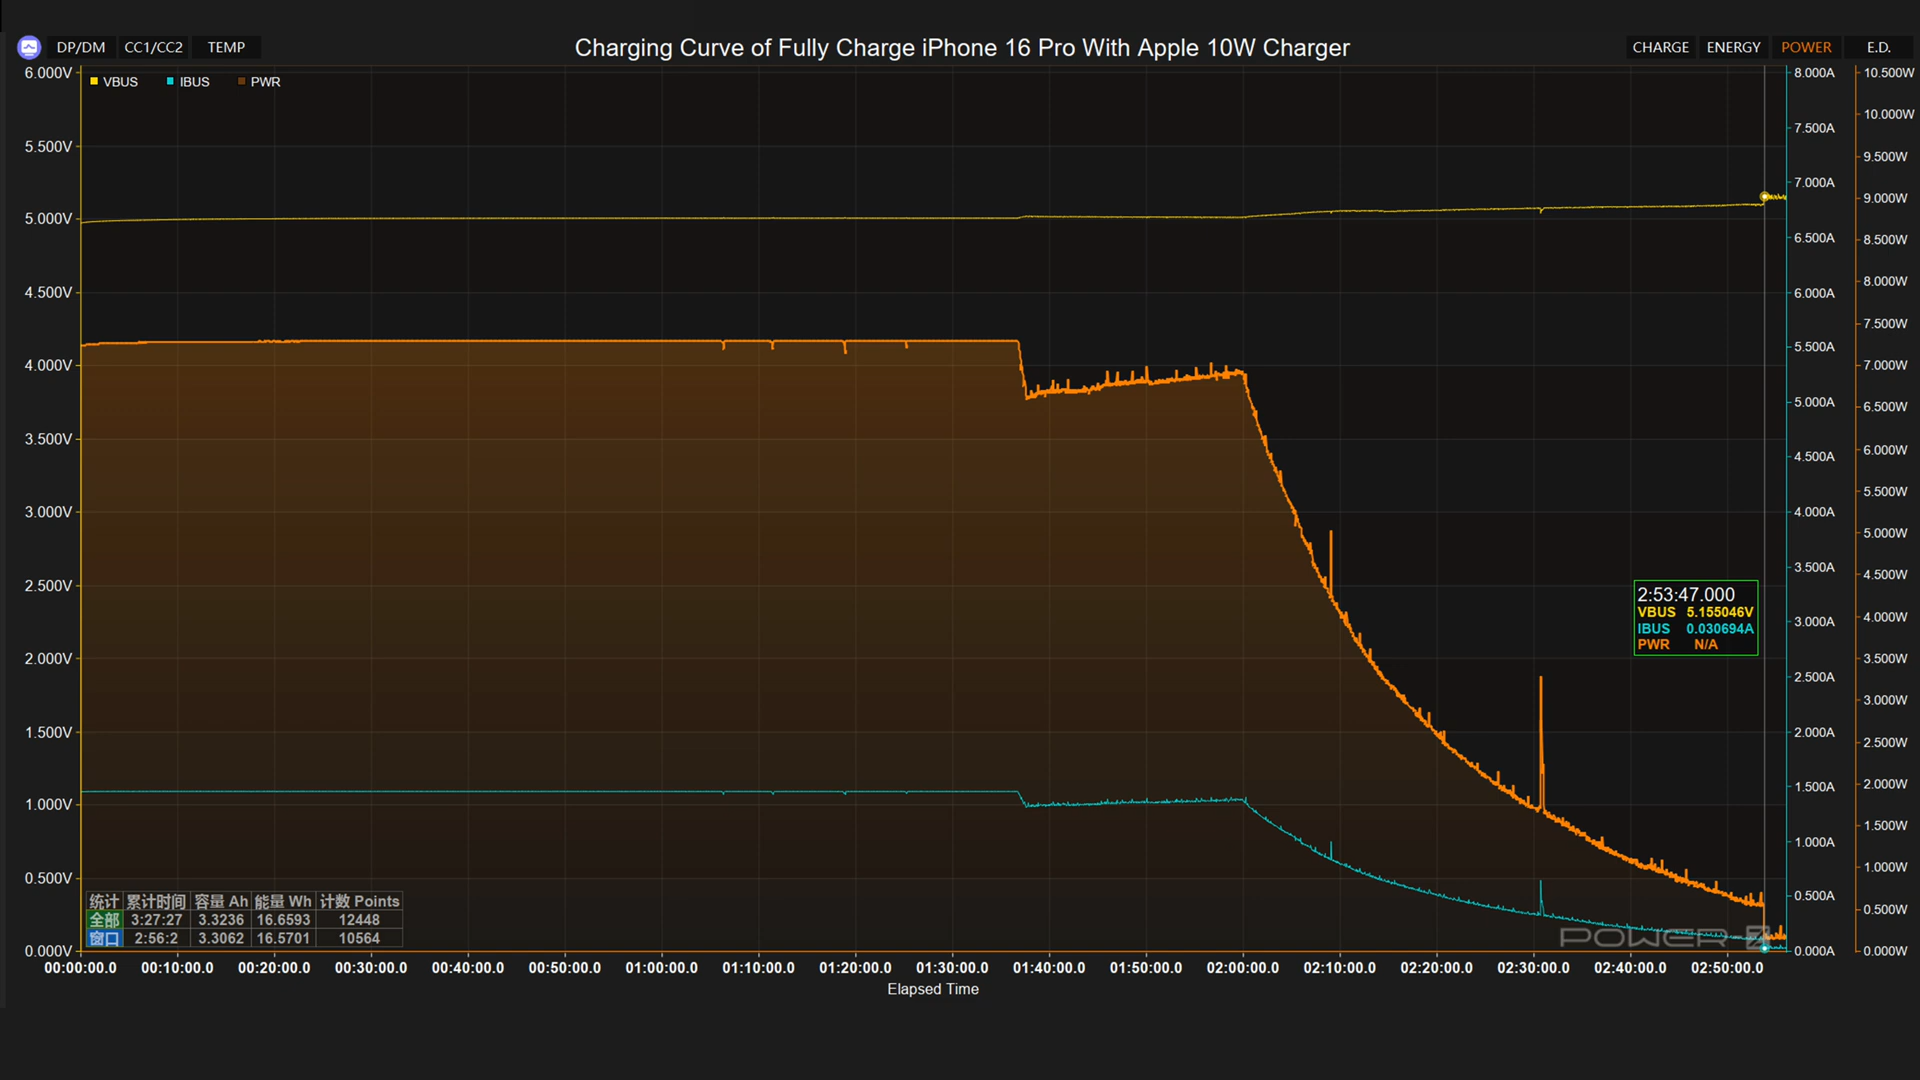 DP/DM CC1/CC2 TEMP Charging Curve of Fully Charge iPhone 16 Pro With Apple 10W Charger CHARGE ENERGY POWER E.D.
VBUS IBUS PWR
6.000V
5.500V
5.000V
4.500V
4.000V
3.500V
3.000V
2.500V
2.000V
1.500V
1.000V
0.500V
0.000V
8.000A
7.500A
7.000A
6.500A
6.000A
5.500A
5.000A
4.500A
4.000A
3.500A
3.000A
2.500A
2.000A
1.500A
1.000A
0.500A
0.000A
10.500W
10.000W
9.500W
9.000W
8.500W
8.000W
7.500W
7.000W
6.500W
6.000W
5.500W
5.000W
4.500W
4.000W
3.500W
3.000W
2.500W
2.000W
1.500W
1.000W
0.500W
0.000W
2:53:47.000
VBUS 5.155046V
IBUS 0.030694A
PWR N/A
统计 累计时间 容量 Ah 能量 Wh 计数 Points
全部 3:27:27 3.3236 16.6593 12448
窗口 2:56:2 3.3062 16.5701 10564
POWER-Z
00:00:00.0 00:10:00.0 00:20:00.0 00:30:00.0 00:40:00.0 00:50:00.0 01:00:00.0 01:10:00.0 01:20:00.0 01:30:00.0 01:40:00.0 01:50:00.0 02:00:00.0 02:10:00.0 02:20:00.0 02:30:00.0 02:40:00.0 02:50:00.0
Elapsed Time